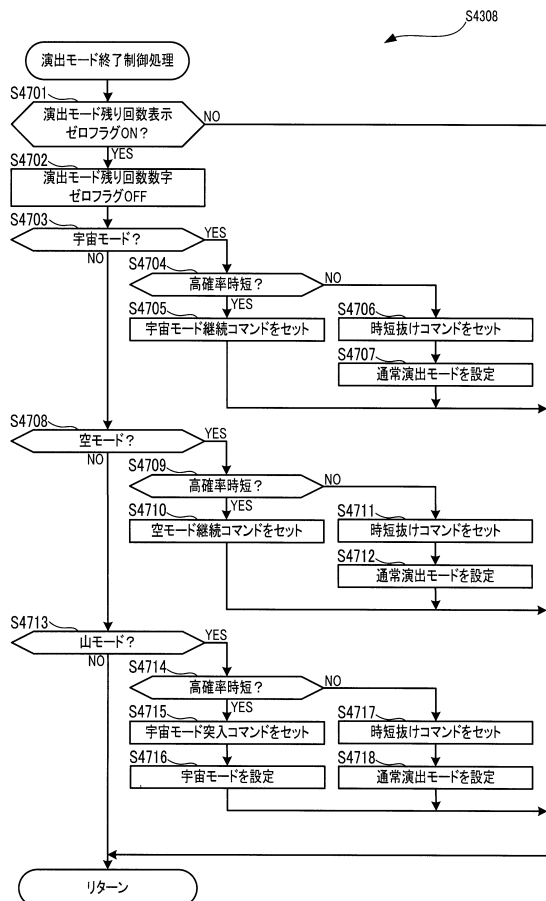 S4308
演出モード終了制御処理
S4701
演出モード残り回数表示
ゼロフラグON？
NO
YES
S4702
演出モード残り回数数字
ゼロフラグOFF
S4703
宇宙モード？
YES
NO
S4704
高確率時短？
NO
YES
S4705
宇宙モード継続コマンドをセット
S4706
時短抜けコマンドをセット
S4707
通常演出モードを設定
S4708
空モード？
YES
NO
S4709
高確率時短？
NO
YES
S4710
空モード継続コマンドをセット
S4711
時短抜けコマンドをセット
S4712
通常演出モードを設定
S4713
山モード？
YES
NO
S4714
高確率時短？
NO
YES
S4715
宇宙モード突入コマンドをセット
S4717
時短抜けコマンドをセット
S4716
宇宙モードを設定
S4718
通常演出モードを設定
リターン